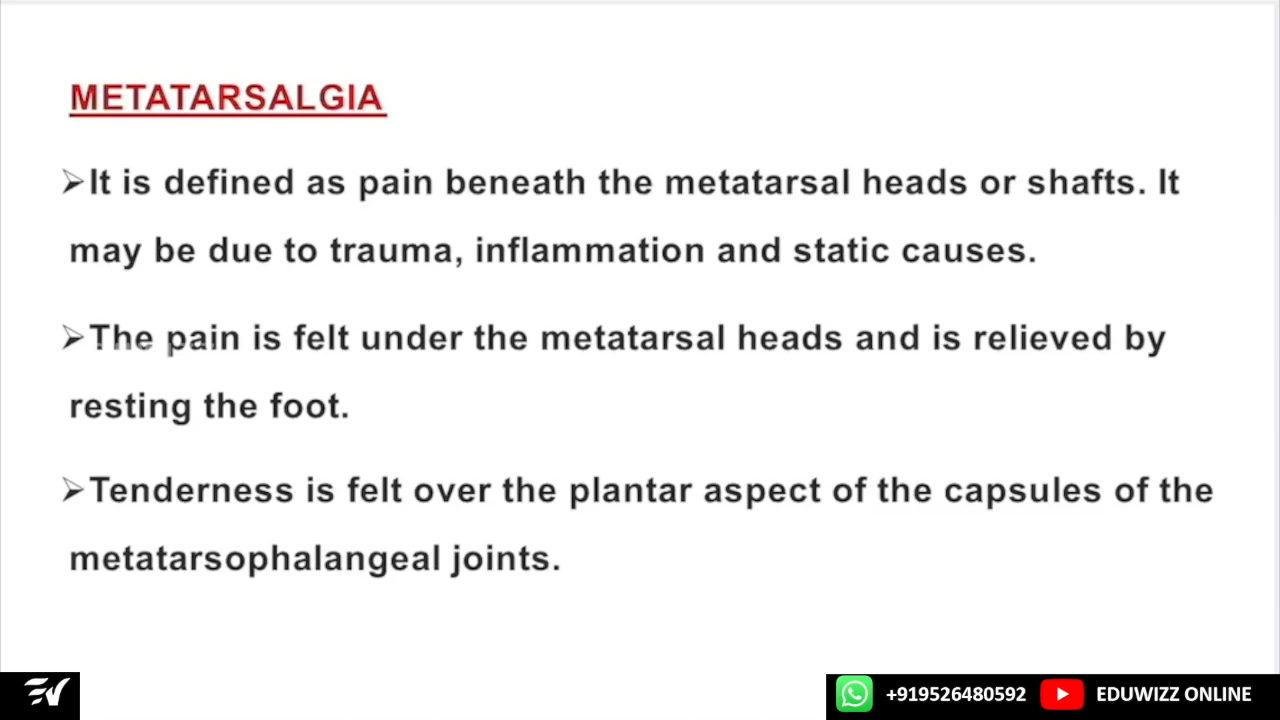 METATARSALGIA
➢It is defined as pain beneath the metatarsal heads or shafts. It
may be due to trauma, inflammation and static causes.
➢The pain is felt under the metatarsal heads and is relieved by
resting the foot.
➢Tenderness is felt over the plantar aspect of the capsules of the
metatarsophalangeal joints.
+919526480592 EDUWIZZ ONLINE